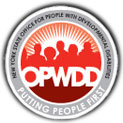 NEW YORK STATE OFFICE FOR PEOPLE WITH DEVELOPMENTAL DISABILITIES
OPWDD
PUTTING PEOPLE FIRST